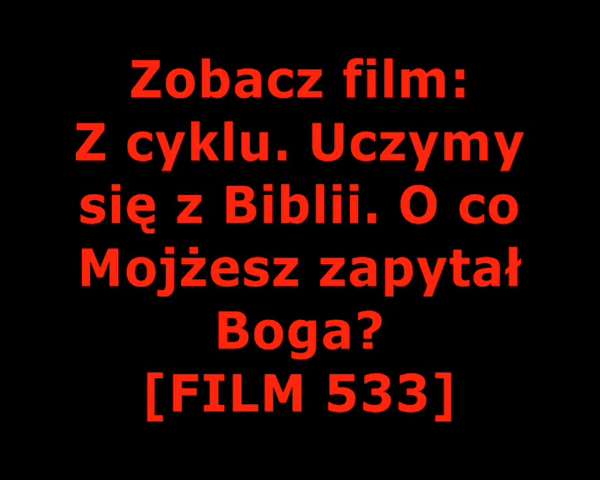 Zobacz film:
Z cyklu. Uczymy
się z Biblii. O co
Mojżesz zapytał
Boga?
[FILM 533]